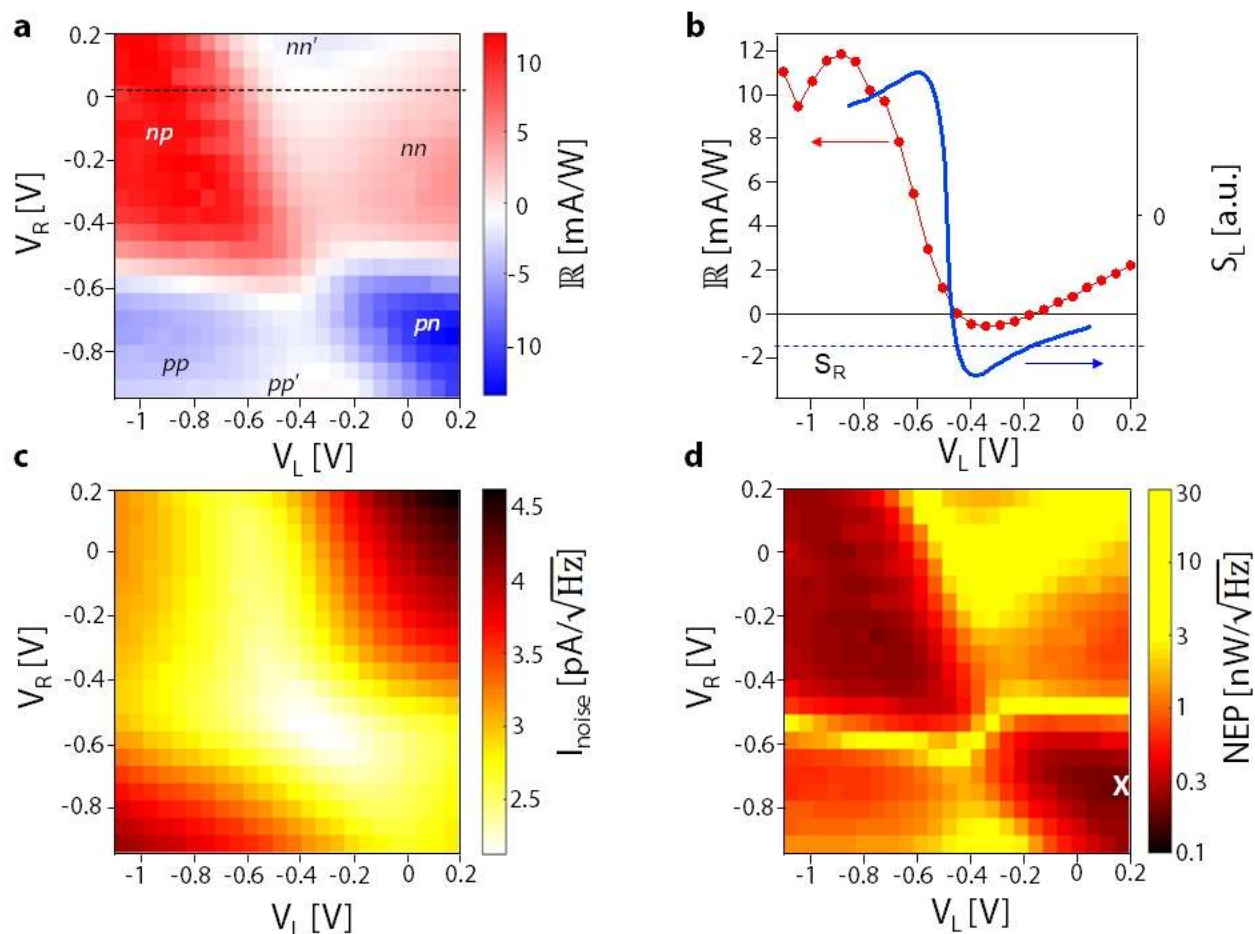 a
0.2
0
-0.2
-0.4
-0.6
-0.8
V_R [V]
nn'
np
nn
pn
pp
pp'
-1 -0.8 -0.6 -0.4 -0.2 0 0.2
V_L [V]
10
5
0
5
10
ℝ [mA/W]
b
12
10
8
6
4
2
0
-2
ℝ [mA/W]
S_R
0
S_L [a.u.]
-1 -0.8 -0.6 -0.4 -0.2 0 0.2
V_L [V]
c
0.2
0
-0.2
-0.4
-0.6
-0.8
V_R [V]
-1 -0.8 -0.6 -0.4 -0.2 0 0.2
V_L [V]
4.5
4
3.5
3
2.5
I_noise [pA/√Hz]
d
0.2
0
-0.2
-0.4
-0.6
-0.8
V_R [V]
X
-1 -0.8 -0.6 -0.4 -0.2 0 0.2
V_L [V]
30
10
3
1
0.3
0.1
NEP [nW/√Hz]